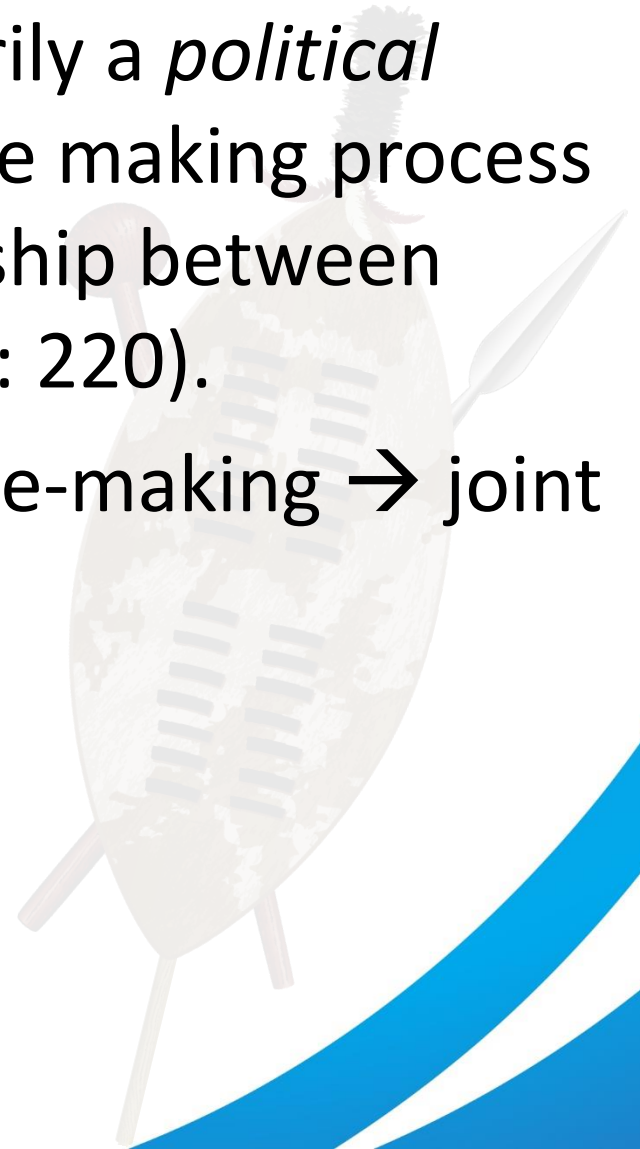 rily a political
e making process
ship between
: 220).
e-making → joint